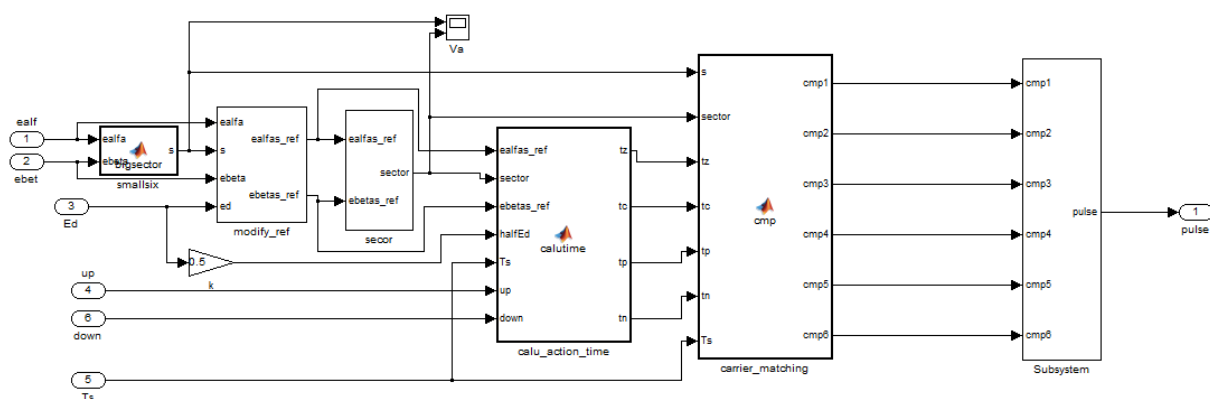 Va
ealf
1
ealfa
ebeta
bigsector
s
smallsix
2
ebet
3
Ed
ealfa
s
ebeta
ed
ealfas_ref
ebetas_ref
modify_ref
ealfas_ref
ebetas_ref
sector
secor
0.5
k
up
4
6
down
5
Ts
ealfas_ref
sector
ebetas_ref
halfEd
Ts
up
down
calutime
tz
tc
tp
tn
calu_action_time
s
sector
tz
tc
tp
tn
Ts
cmp
cmp1
cmp2
cmp3
cmp4
cmp5
cmp6
carrier_matching
cmp1
cmp2
cmp3
cmp4
cmp5
cmp6
pulse
Subsystem
1
pulse